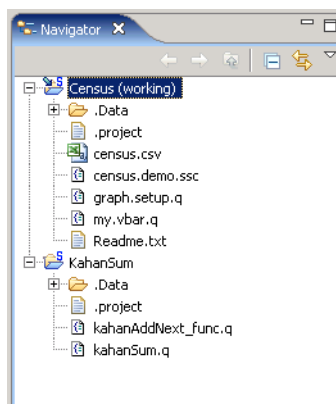 Navigator
Census (working)
.Data
.project
census.csv
census.demo.ssc
graph.setup.q
my.vbar.q
Readme.txt
KahanSum
.Data
.project
kahanAddNext_func.q
kahanSum.q